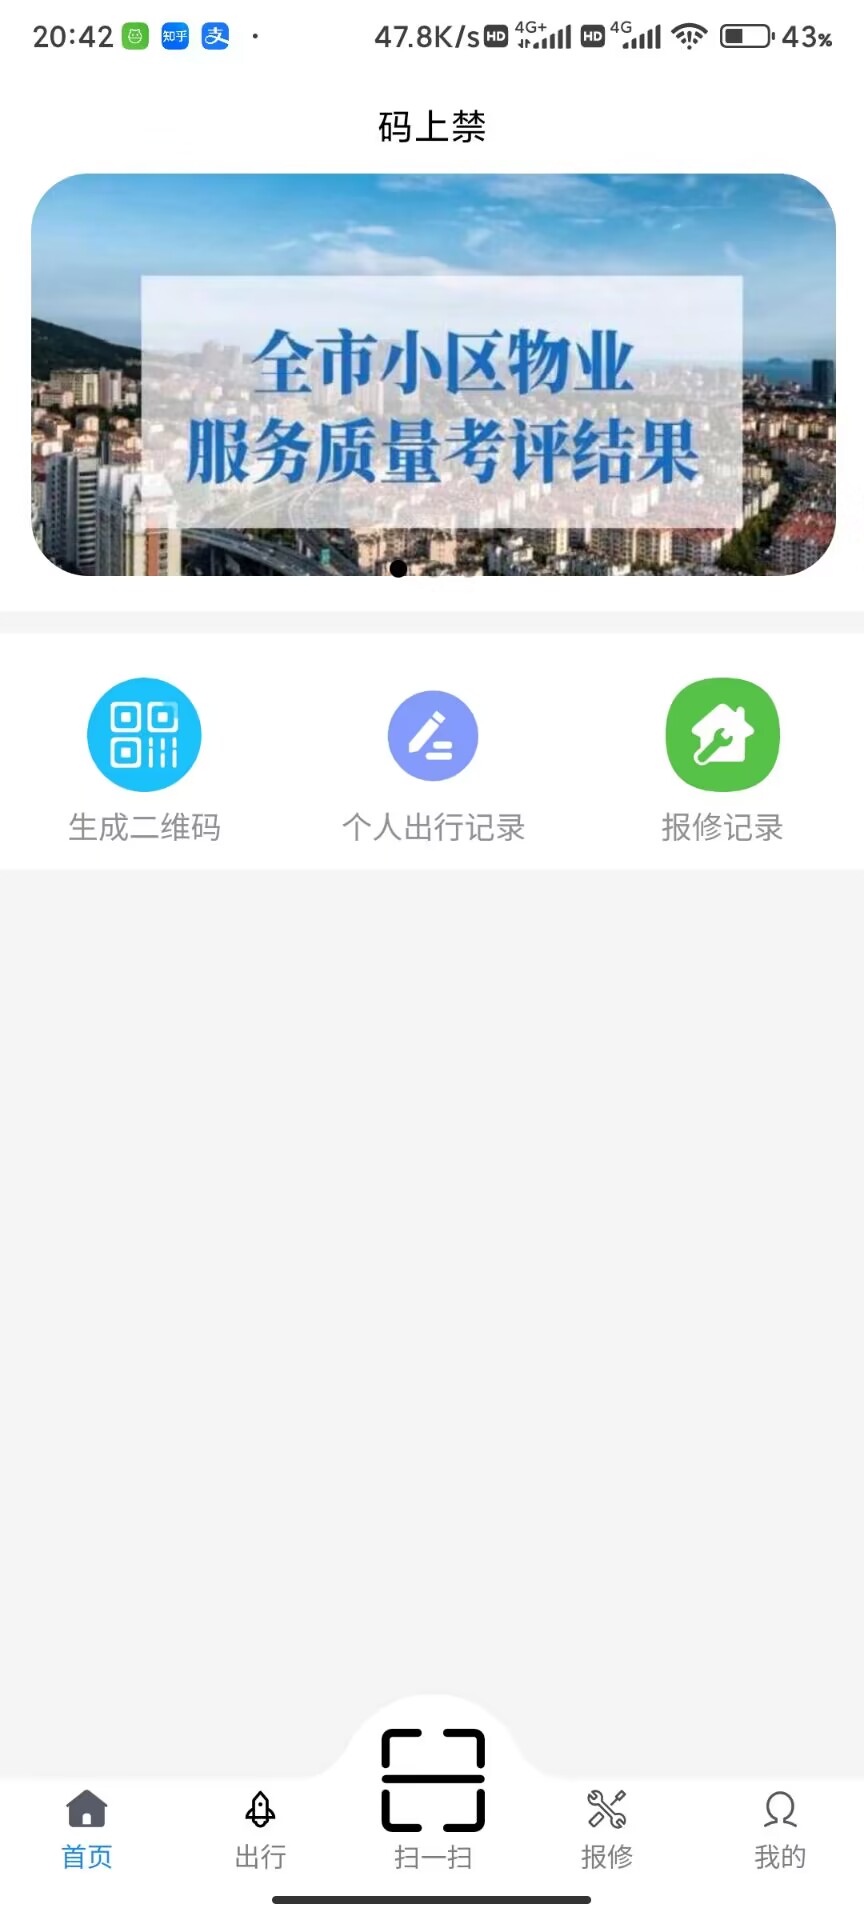 20:42 知乎 支 47.8K/s HD 4G+ HD 4G 43%
码上禁
全市小区物业
服务质量考评结果
生成二维码 个人出行记录 报修记录
首页 出行 扫一扫 报修 我的